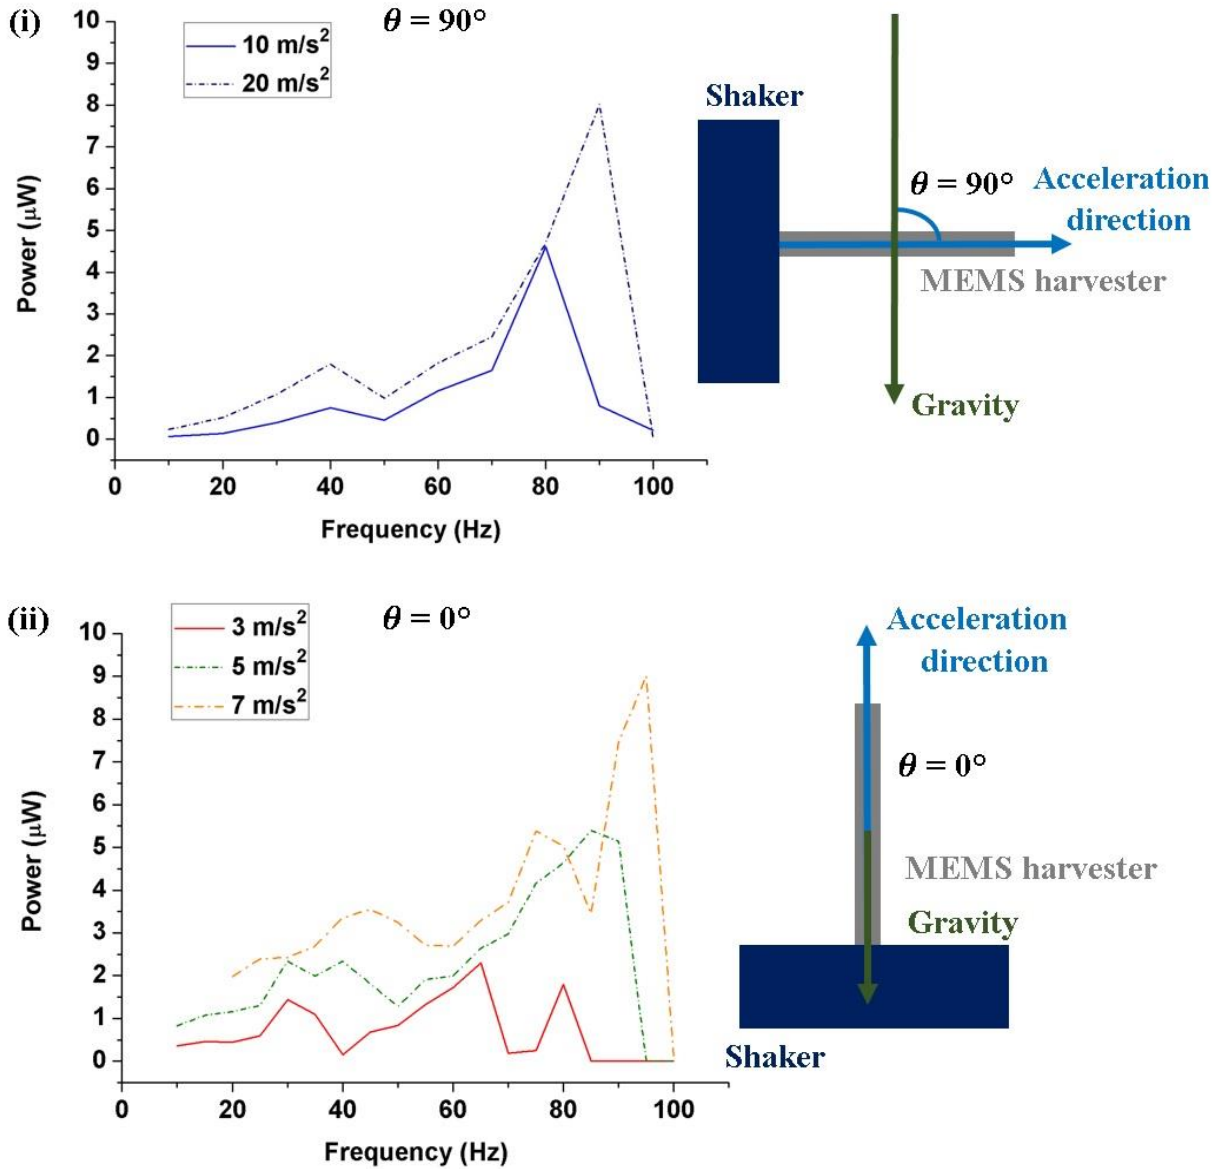 (i)
θ = 90°
10 m/s²
20 m/s²
10
9
8
7
6
5
4
3
2
1
0
Power (μW)
0 20 40 60 80 100
Frequency (Hz)
Shaker
θ = 90°
Acceleration
direction
MEMS harvester
Gravity
(ii)
θ = 0°
3 m/s²
5 m/s²
7 m/s²
10
9
8
7
6
5
4
3
2
1
0
Power (μW)
0 20 40 60 80 100
Frequency (Hz)
Acceleration
direction
θ = 0°
MEMS harvester
Gravity
Shaker